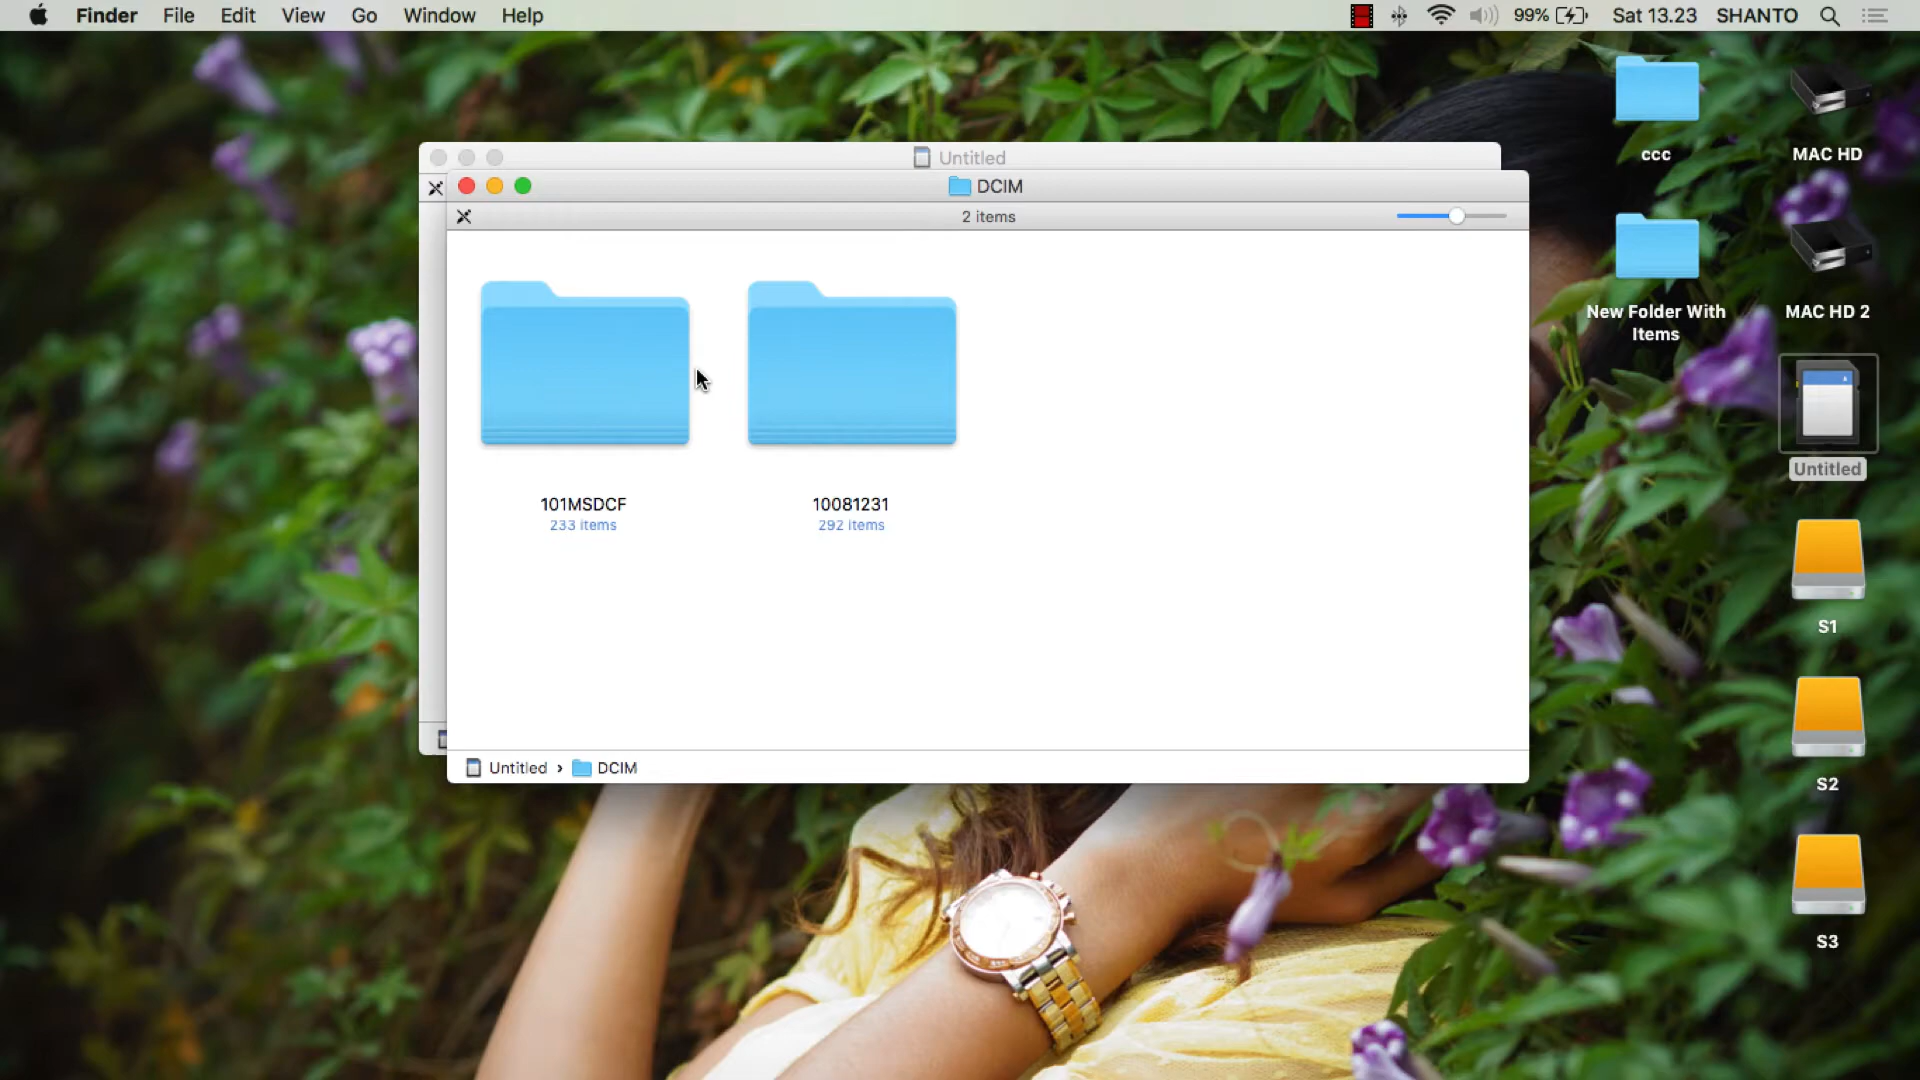 Finder File Edit View Go Window Help 99% Sat 13.23 SHANTO
Untitled
DCIM
2 items
101MSDCF
233 items
10081231
292 items
Untitled › DCIM
ccc
MAC HD
New Folder With
Items
MAC HD 2
Untitled
S1
S2
S3